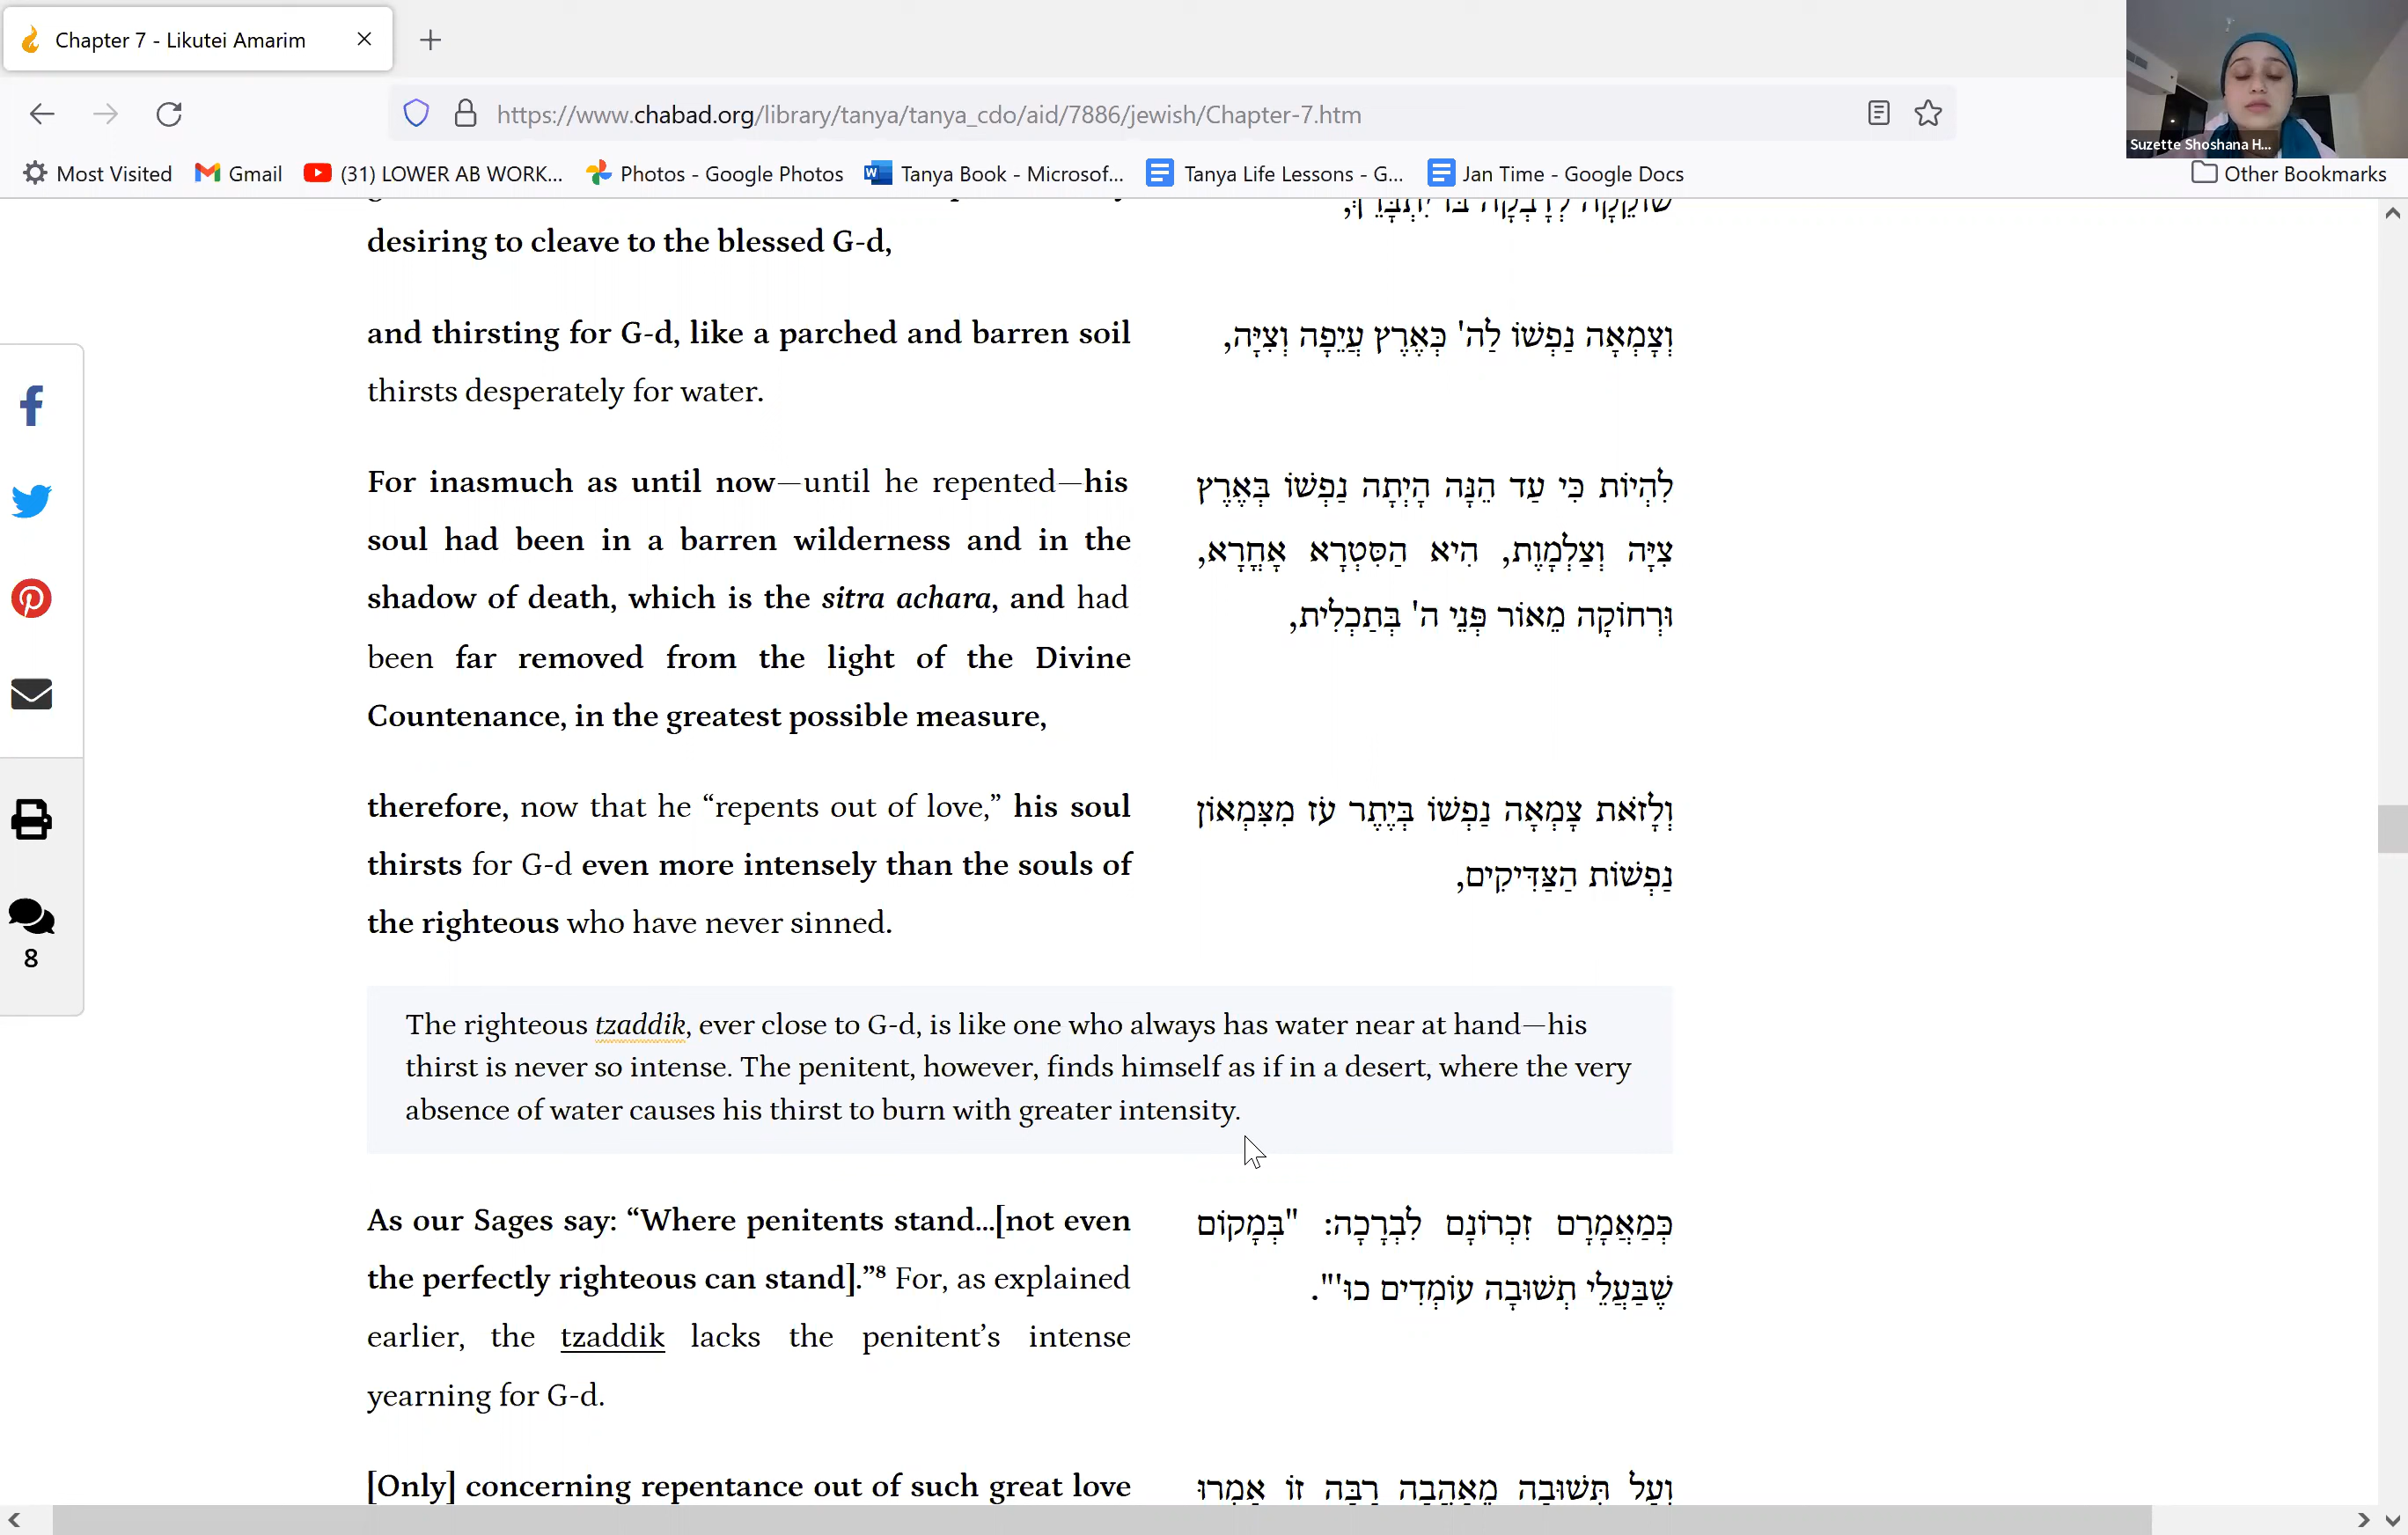 Chapter 7 - Likutei Amarim
https://www.chabad.org/library/tanya/tanya_cdo/aid/7886/jewish/Chapter-7.htm
Suzette Shoshana H...
Most Visited Gmail (31) LOWER AB WORK... Photos - Google Photos Tanya Book - Microsof... Tanya Life Lessons - G... Jan Time - Google Docs Other Bookmarks
desiring to cleave to the blessed G-d,
and thirsting for G-d, like a parched and barren soil
thirsts desperately for water.
וְצָמְאָה נַפְשׁוֹ לַה' כְּאֶרֶץ עֲיֵפָה וְצִיָּה,
For inasmuch as until now—until he repented—his
soul had been in a barren wilderness and in the
shadow of death, which is the sitra achara, and had
been far removed from the light of the Divine
Countenance, in the greatest possible measure,
לִהְיוֹת כִּי עַד הֵנָּה הָיְתָה נַפְשׁוֹ בְּאֶרֶץ
צִיָּה וְצַלְמָוֶת, הִיא הַסִּטְרָא אָחֳרָא,
וּרְחוֹקָה מֵאוֹר פְּנֵי ה' בְּתַכְלִית,
therefore, now that he “repents out of love,” his soul
thirsts for G-d even more intensely than the souls of
the righteous who have never sinned.
וְלָזֹאת צָמְאָה נַפְשׁוֹ בְּיֶתֶר עֹז מִצִּמְאוֹן
נַפְשׁוֹת הַצַּדִּיקִים,
The righteous tzaddik, ever close to G-d, is like one who always has water near at hand—his
thirst is never so intense. The penitent, however, finds himself as if in a desert, where the very
absence of water causes his thirst to burn with greater intensity.
As our Sages say: “Where penitents stand...[not even
the perfectly righteous can stand].”⁸ For, as explained
earlier, the tzaddik lacks the penitent’s intense
yearning for G-d.
כְּמַאֲמָרָם זִכְרוֹנָם לִבְרָכָה: "בְּמָקוֹם
שֶׁבַּעֲלֵי תְשׁוּבָה עוֹמְדִים כוּ'".
[Only] concerning repentance out of such great love
וְעַל תְּשׁוּבָה מֵאַהֲבָה רַבָּה זוֹ אָמְרוּ
8